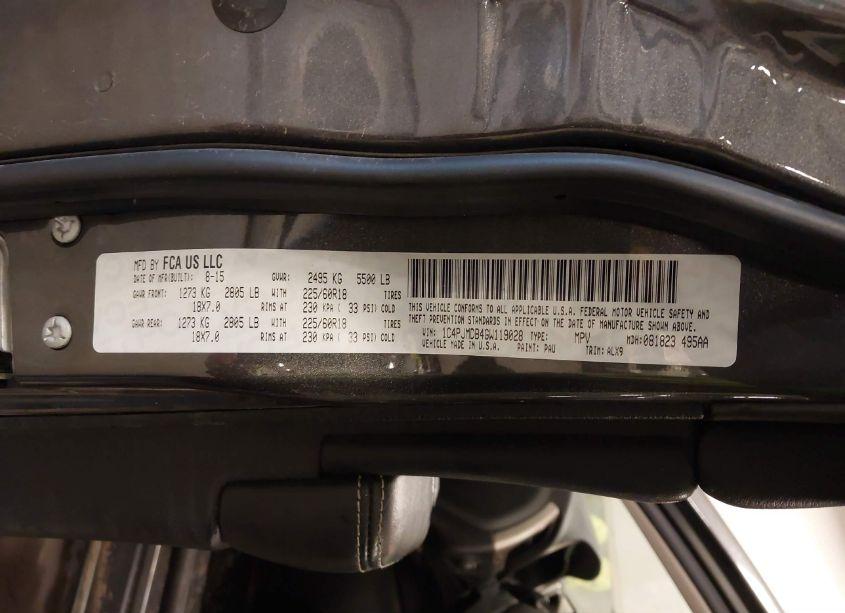 MFD BY FCA US LLC
DATE OF MFR(BUILT): 8-15 GVWR: 2495 KG 5500 LB
GAWR FRONT: 1273 KG 2805 LB WITH 225/60R18 TIRES
18X7.0 RIMS AT 230 KPA ( 33 PSI) COLD
GAWR REAR: 1273 KG 2805 LB WITH 225/60R18 TIRES
18X7.0 RIMS AT 230 KPA ( 33 PSI) COLD
THIS VEHICLE CONFORMS TO ALL APPLICABLE U.S.A. FEDERAL MOTOR VEHICLE SAFETY AND
THEFT PREVENTION STANDARDS IN EFFECT ON THE DATE OF MANUFACTURE SHOWN ABOVE.
VIN: 1C4PJMCB4GW119028 TYPE: MPV MDH: 081823 495AA
VEHICLE MADE IN U.S.A. PAINT: PAU TRIM: ALX9